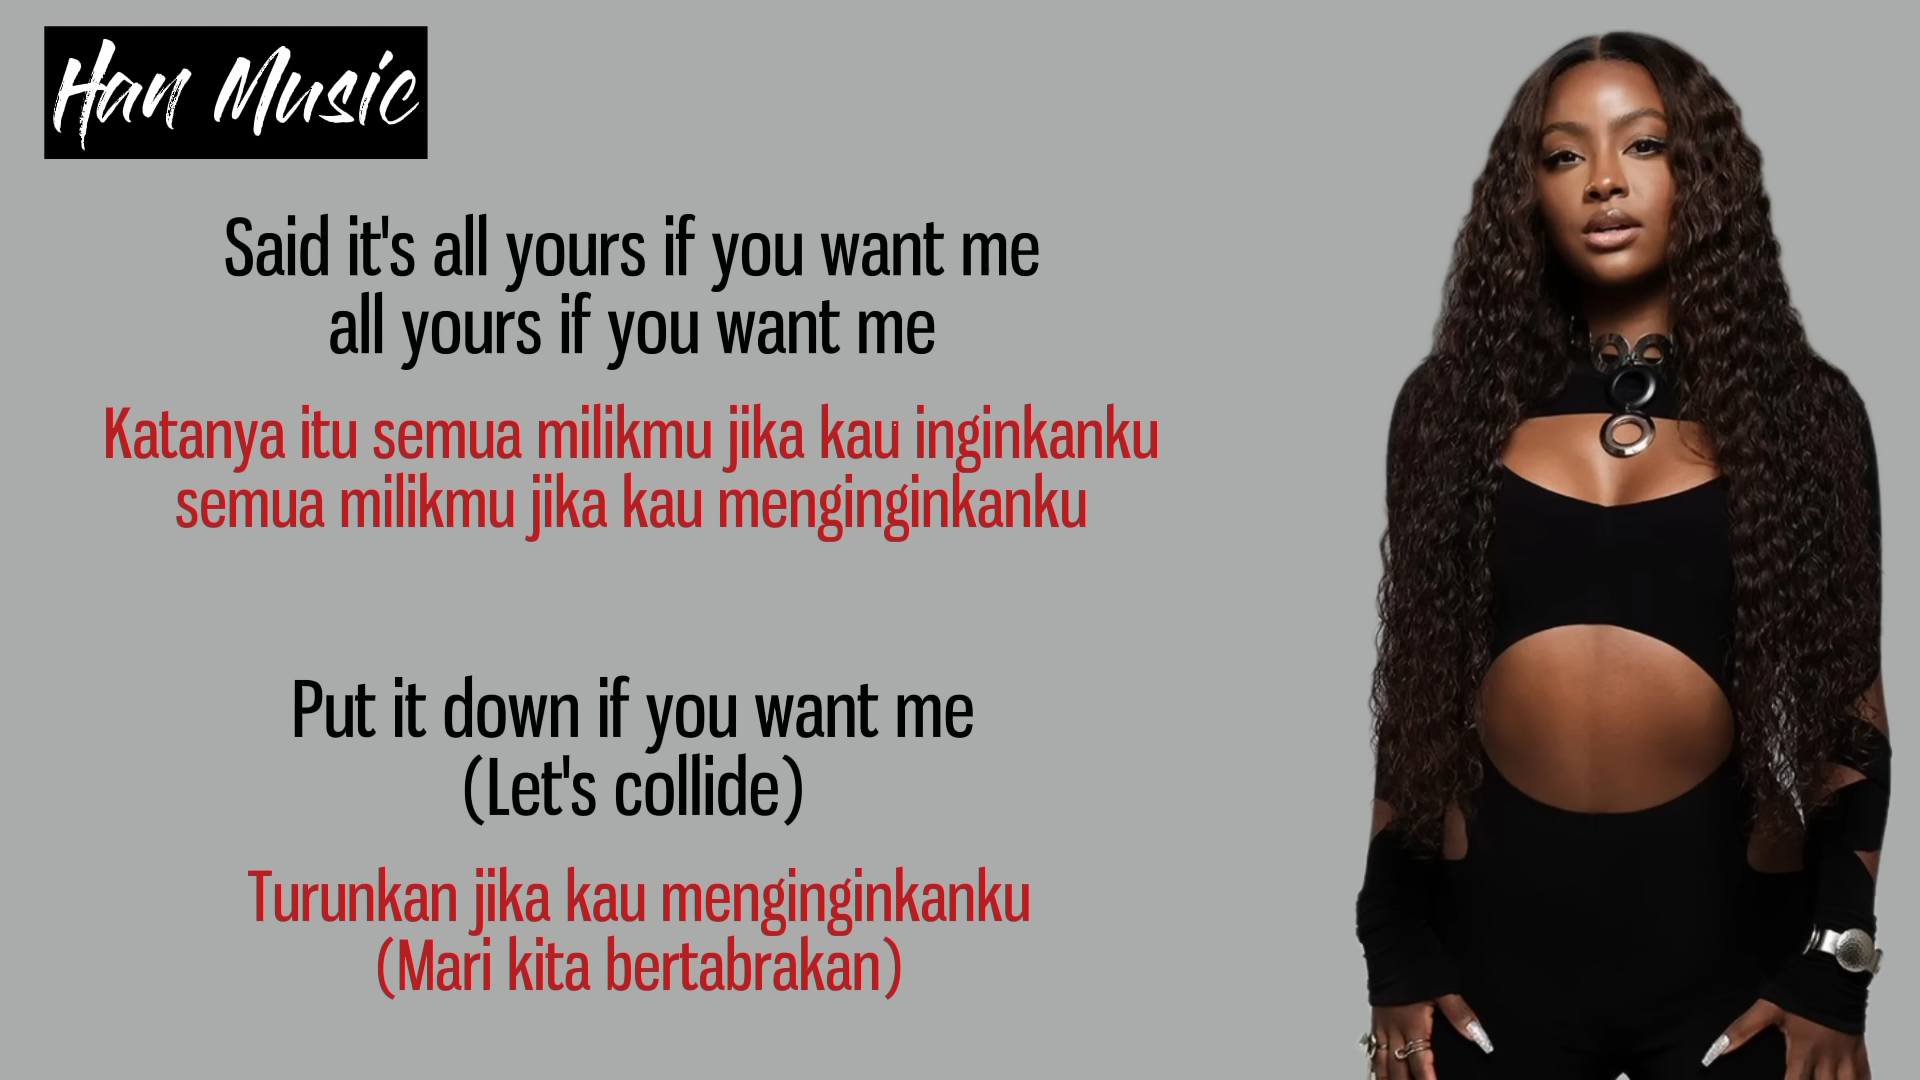 Han Music
Said it's all yours if you want me
all yours if you want me
Katanya itu semua milikmu jika kau inginkanku
semua milikmu jika kau menginginkanku
Put it down if you want me
(Let's collide)
Turunkan jika kau menginginkanku
(Mari kita bertabrakan)